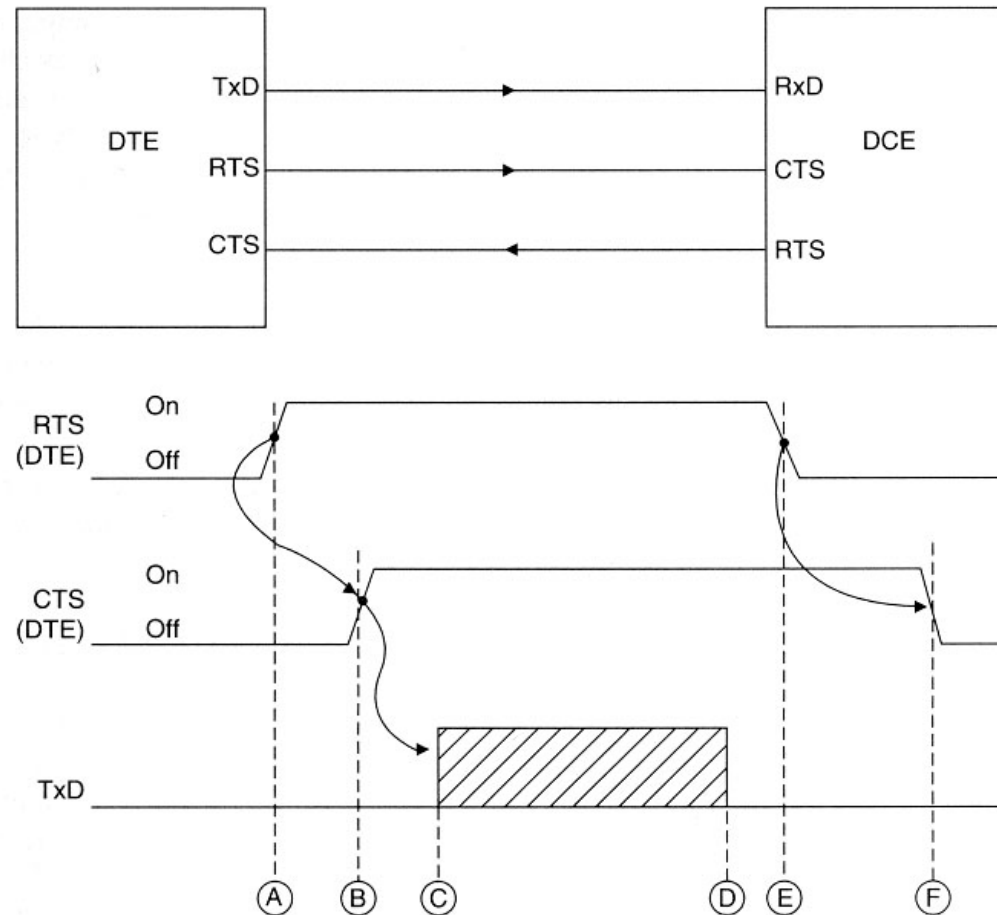 TxD
RxD
DTE
DCE
RTS
CTS
CTS
RTS
On
RTS
(DTE)
Off
On
CTS
(DTE)
Off
TxD
A B C D E F